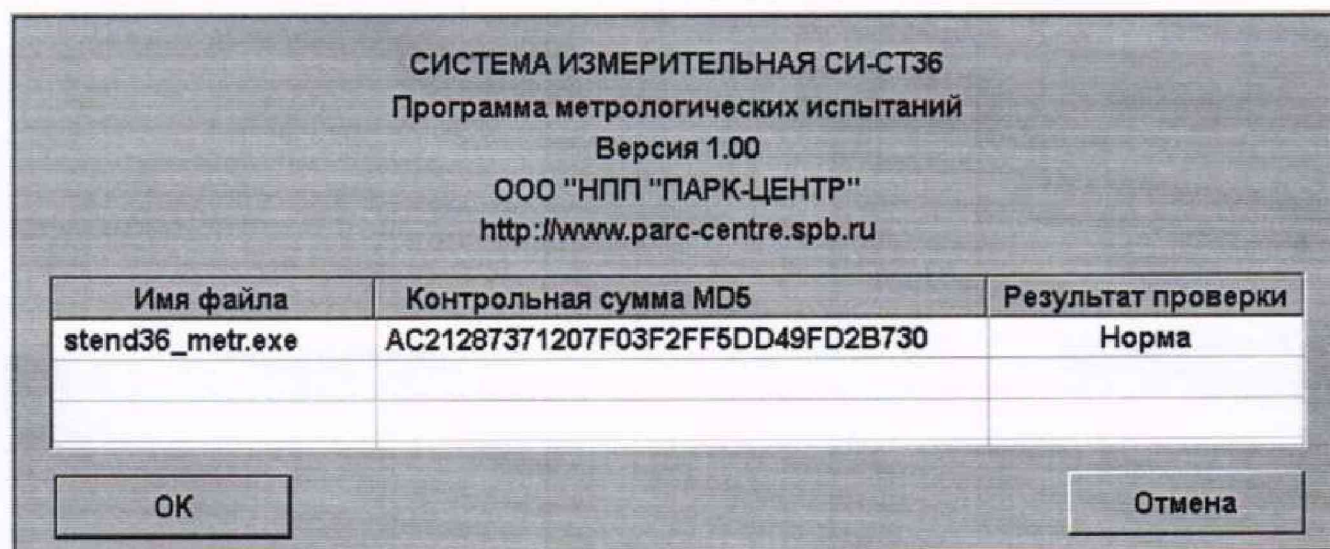 СИСТЕМА ИЗМЕРИТЕЛЬНАЯ СИ-СТ36
Программа метрологических испытаний
Версия 1.00
ООО "НПП "ПАРК-ЦЕНТР"
http://www.parc-centre.spb.ru
Имя файла Контрольная сумма MD5 Результат проверки
stend36_metr.exe AC21287371207F03F2FF5DD49FD2B730 Норма
ОК Отмена